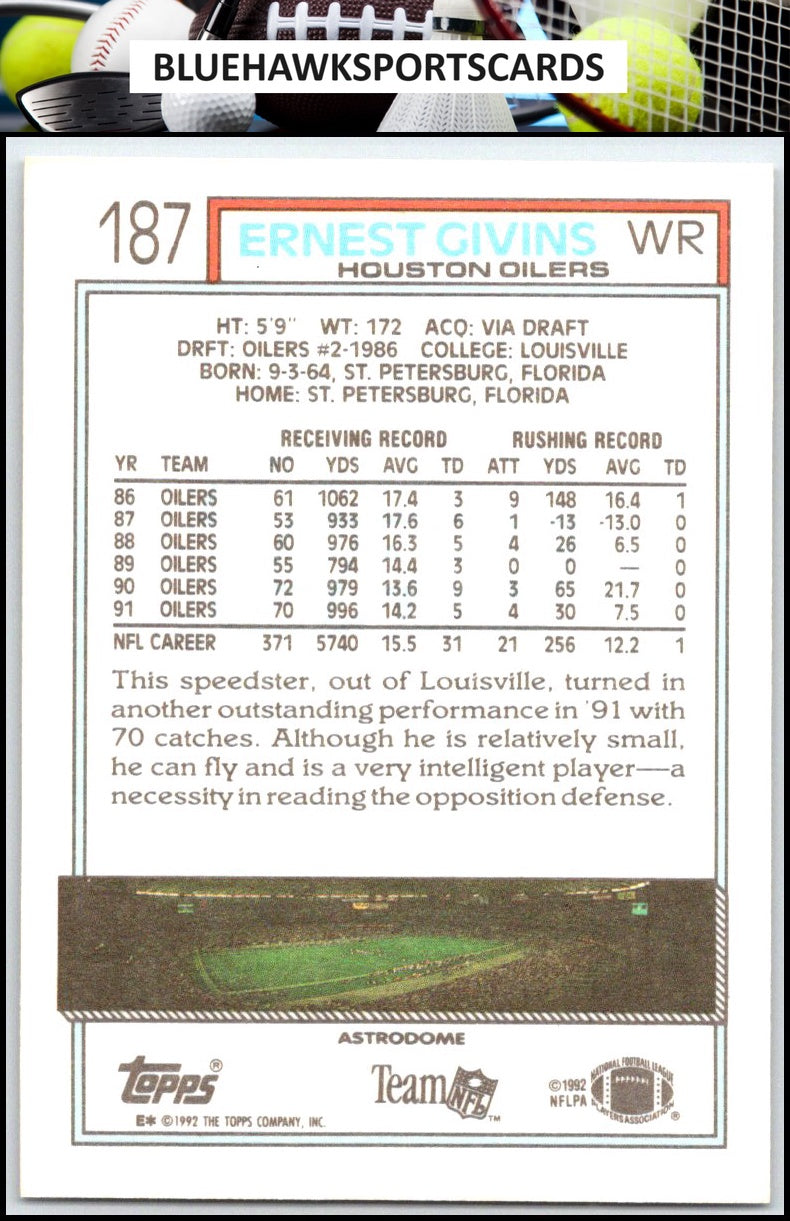 BLUEHAWKSPORTSCARDS
187 ERNEST GIVINS WR
HOUSTON OILERS
HT: 5'9" WT: 172 ACQ: VIA DRAFT
DRFT: OILERS #2-1986 COLLEGE: LOUISVILLE
BORN: 9-3-64, ST. PETERSBURG, FLORIDA
HOME: ST. PETERSBURG, FLORIDA
RECEIVING RECORD RUSHING RECORD
YR TEAM NO YDS AVG TD ATT YDS AVG TD
86 OILERS 61 1062 17.4 3 9 148 16.4 1
87 OILERS 53 933 17.6 6 1 -13 -13.0 0
88 OILERS 60 976 16.3 5 4 26 6.5 0
89 OILERS 55 794 14.4 3 0 0 — 0
90 OILERS 72 979 13.6 9 3 65 21.7 0
91 OILERS 70 996 14.2 5 4 30 7.5 0
NFL CAREER 371 5740 15.5 31 21 256 12.2 1
This speedster, out of Louisville, turned in
another outstanding performance in '91 with
70 catches. Although he is relatively small,
he can fly and is a very intelligent player—a
necessity in reading the opposition defense.
ASTRODOME
TOPPS®
E* ©1992 THE TOPPS COMPANY, INC.
Team NFL™
©1992
NFLPA
NATIONAL FOOTBALL LEAGUE
PLAYERS ASSOCIATION®